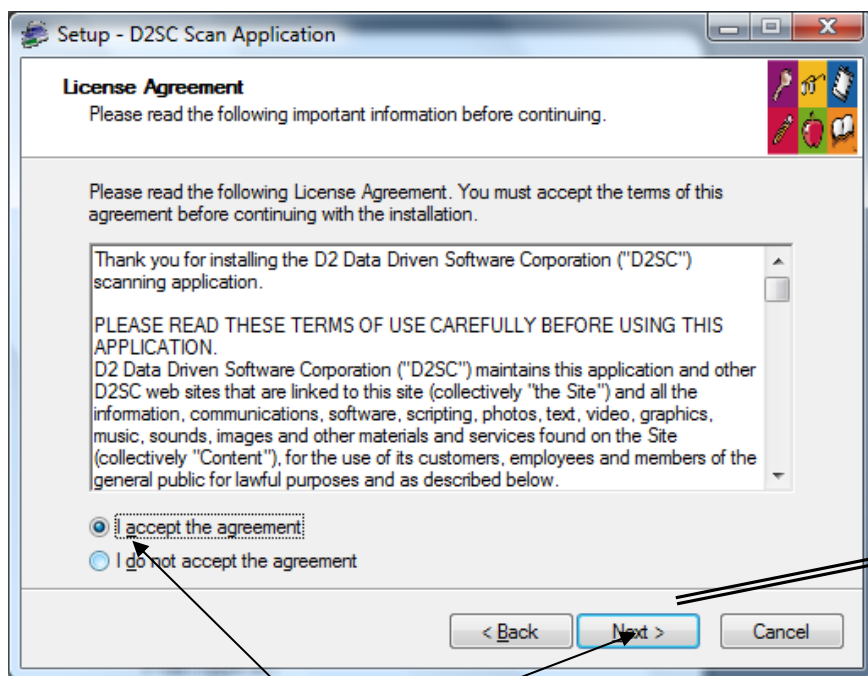 Setup - D2SC Scan Application
License Agreement
Please read the following important information before continuing.
Please read the following License Agreement. You must accept the terms of this
agreement before continuing with the installation.
Thank you for installing the D2 Data Driven Software Corporation ("D2SC")
scanning application.
PLEASE READ THESE TERMS OF USE CAREFULLY BEFORE USING THIS
APPLICATION.
D2 Data Driven Software Corporation ("D2SC") maintains this application and other
D2SC web sites that are linked to this site (collectively "the Site") and all the
information, communications, software, scripting, photos, text, video, graphics,
music, sounds, images and other materials and services found on the Site
(collectively "Content"), for the use of its customers, employees and members of the
general public for lawful purposes and as described below.
I accept the agreement
I do not accept the agreement
< Back Next > Cancel